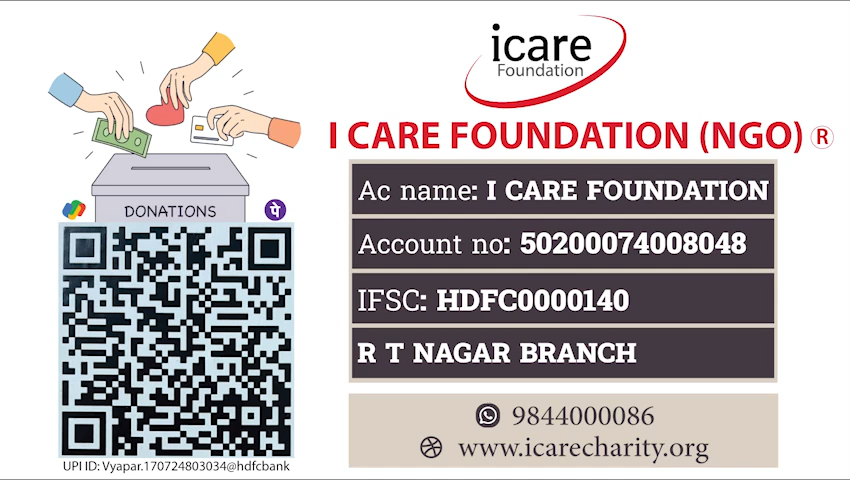 icare
Foundation
I CARE FOUNDATION (NGO) ®
DONATIONS
पे
Ac name: I CARE FOUNDATION
Account no: 50200074008048
IFSC: HDFC0000140
R T NAGAR BRANCH
9844000086
www.icarecharity.org
UPI ID: Vyapar.170724803034@hdfcbank